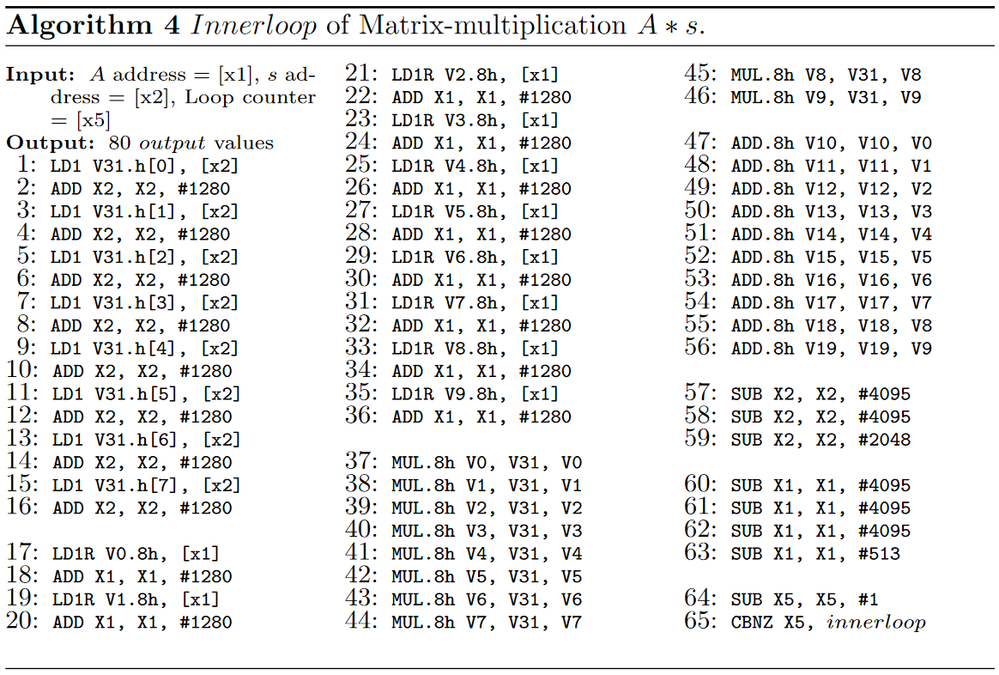 Algorithm 4 Innerloop of Matrix-multiplication A ∗ s.
Input: A address = [x1], s ad-
dress = [x2], Loop counter
= [x5]
Output: 80 output values
1: LD1 V31.h[0], [x2]
2: ADD X2, X2, #1280
3: LD1 V31.h[1], [x2]
4: ADD X2, X2, #1280
5: LD1 V31.h[2], [x2]
6: ADD X2, X2, #1280
7: LD1 V31.h[3], [x2]
8: ADD X2, X2, #1280
9: LD1 V31.h[4], [x2]
10: ADD X2, X2, #1280
11: LD1 V31.h[5], [x2]
12: ADD X2, X2, #1280
13: LD1 V31.h[6], [x2]
14: ADD X2, X2, #1280
15: LD1 V31.h[7], [x2]
16: ADD X2, X2, #1280
17: LD1R V0.8h, [x1]
18: ADD X1, X1, #1280
19: LD1R V1.8h, [x1]
20: ADD X1, X1, #1280
21: LD1R V2.8h, [x1]
22: ADD X1, X1, #1280
23: LD1R V3.8h, [x1]
24: ADD X1, X1, #1280
25: LD1R V4.8h, [x1]
26: ADD X1, X1, #1280
27: LD1R V5.8h, [x1]
28: ADD X1, X1, #1280
29: LD1R V6.8h, [x1]
30: ADD X1, X1, #1280
31: LD1R V7.8h, [x1]
32: ADD X1, X1, #1280
33: LD1R V8.8h, [x1]
34: ADD X1, X1, #1280
35: LD1R V9.8h, [x1]
36: ADD X1, X1, #1280
37: MUL.8h V0, V31, V0
38: MUL.8h V1, V31, V1
39: MUL.8h V2, V31, V2
40: MUL.8h V3, V31, V3
41: MUL.8h V4, V31, V4
42: MUL.8h V5, V31, V5
43: MUL.8h V6, V31, V6
44: MUL.8h V7, V31, V7
45: MUL.8h V8, V31, V8
46: MUL.8h V9, V31, V9
47: ADD.8h V10, V10, V0
48: ADD.8h V11, V11, V1
49: ADD.8h V12, V12, V2
50: ADD.8h V13, V13, V3
51: ADD.8h V14, V14, V4
52: ADD.8h V15, V15, V5
53: ADD.8h V16, V16, V6
54: ADD.8h V17, V17, V7
55: ADD.8h V18, V18, V8
56: ADD.8h V19, V19, V9
57: SUB X2, X2, #4095
58: SUB X2, X2, #4095
59: SUB X2, X2, #2048
60: SUB X1, X1, #4095
61: SUB X1, X1, #4095
62: SUB X1, X1, #4095
63: SUB X1, X1, #513
64: SUB X5, X5, #1
65: CBNZ X5, innerloop